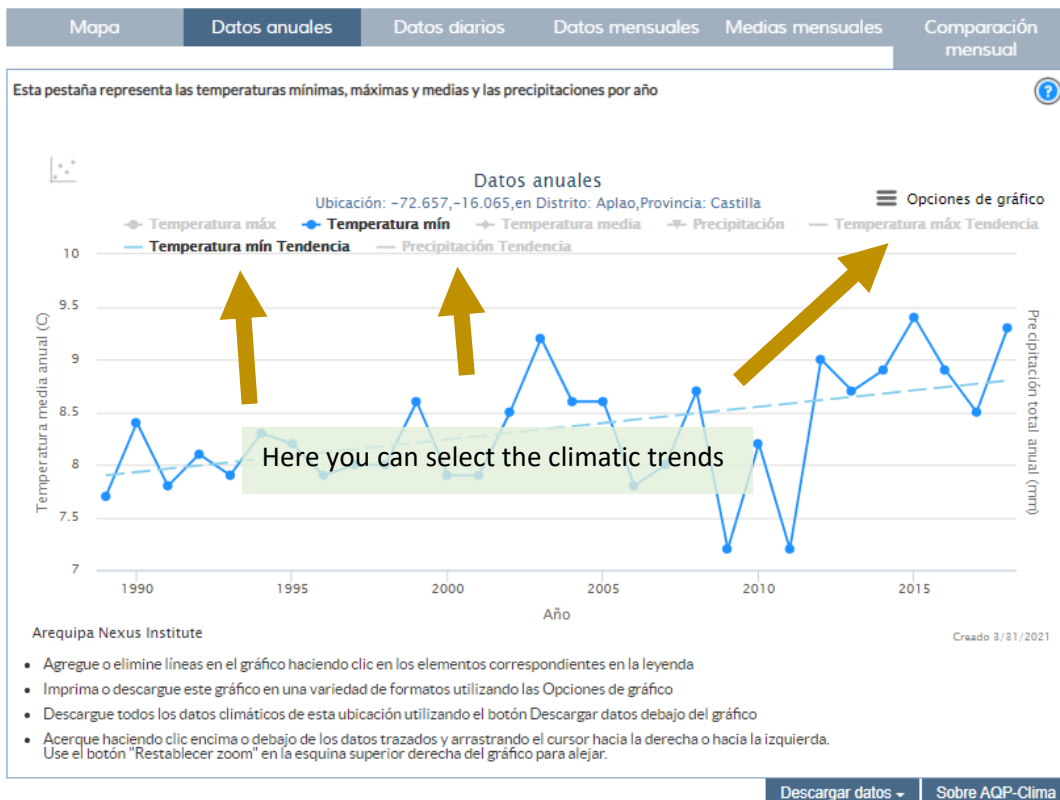 Mapa Datos anuales Datos diarios Datos mensuales Medias mensuales Comparación
mensual
Esta pestaña representa las temperaturas mínimas, máximas y medias y las precipitaciones por año
?
Datos anuales
Ubicación: -72.657,-16.065,en Distrito: Aplao,Provincia: Castilla
Opciones de gráfico
Temperatura máx Temperatura mín Temperatura media Precipitación Temperatura máx Tendencia
Temperatura mín Tendencia Precipitación Tendencia
10
9.5
9
8.5
8
7.5
7
Temperatura media anual (C)
Precipitación total anual (mm)
Here you can select the climatic trends
1990 1995 2000 2005 2010 2015
Año
Arequipa Nexus Institute
Creado 3/31/2021
• Agregue o elimine líneas en el gráfico haciendo clic en los elementos correspondientes en la leyenda
• Imprima o descargue este gráfico en una variedad de formatos utilizando las Opciones de gráfico
• Descargue todos los datos climáticos de esta ubicación utilizando el botón Descargar datos debajo del gráfico
• Acerque haciendo clic encima o debajo de los datos trazados y arrastrando el cursor hacia la derecha o hacia la izquierda.
Use el botón "Restablecer zoom" en la esquina superior derecha del gráfico para alejar.
Descargar datos Sobre AQP-Clima